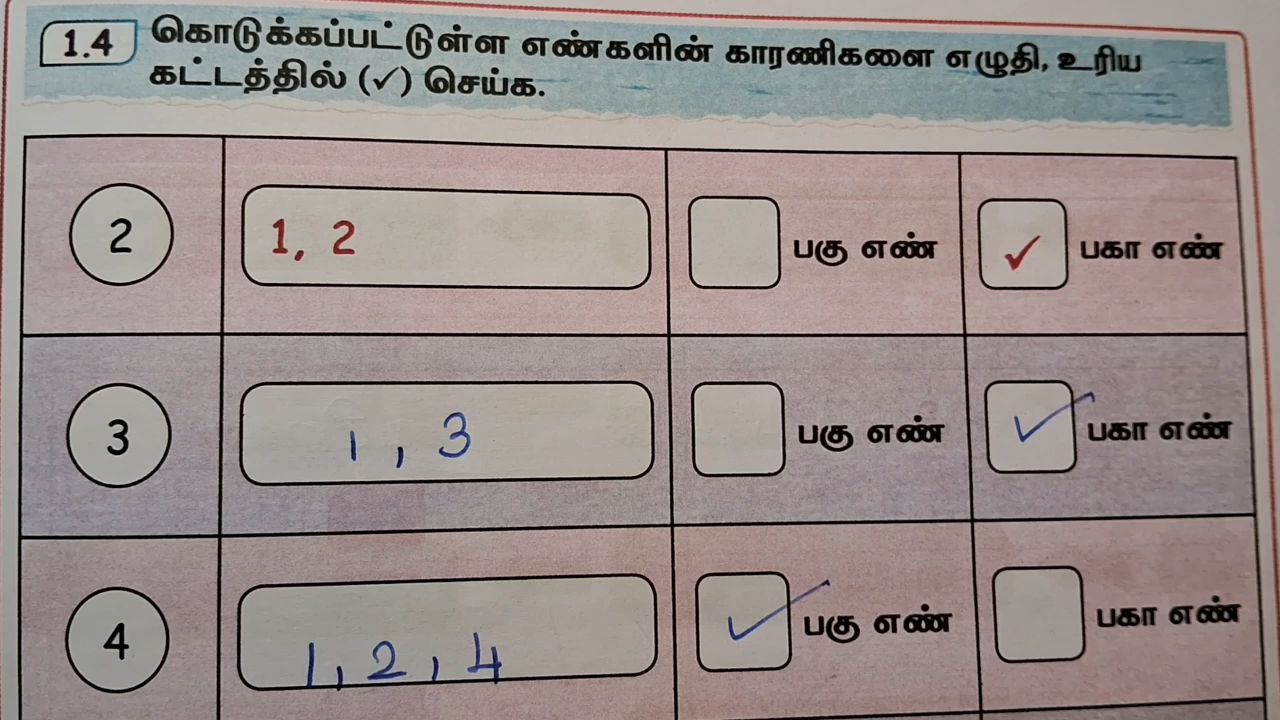 1.4 கொடுக்கப்பட்டுள்ள எண்களின் காரணிகளை எழுதி, உரிய
கட்டத்தில் (✓) செய்க.
2 1, 2 பகு எண் ✓ பகா எண்
3 1, 3 பகு எண் ✓ பகா எண்
4 1, 2, 4 ✓ பகு எண் பகா எண்